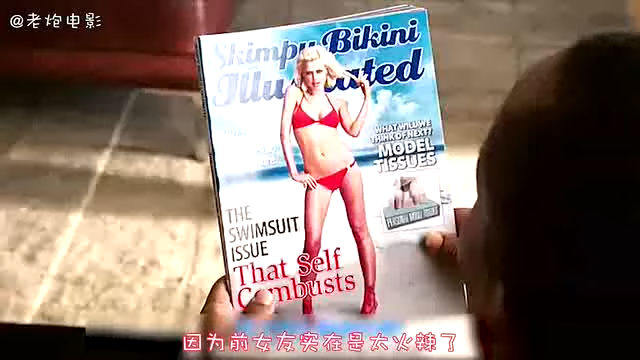 @老炮电影
Skimpy Bikini
Illustrated
WHAT WILL WE
THINK OF NEXT?
MODEL
TISSUES
THE
SWIMSUIT
ISSUE
That Self
Combusts
因为前女友实在是太火辣了